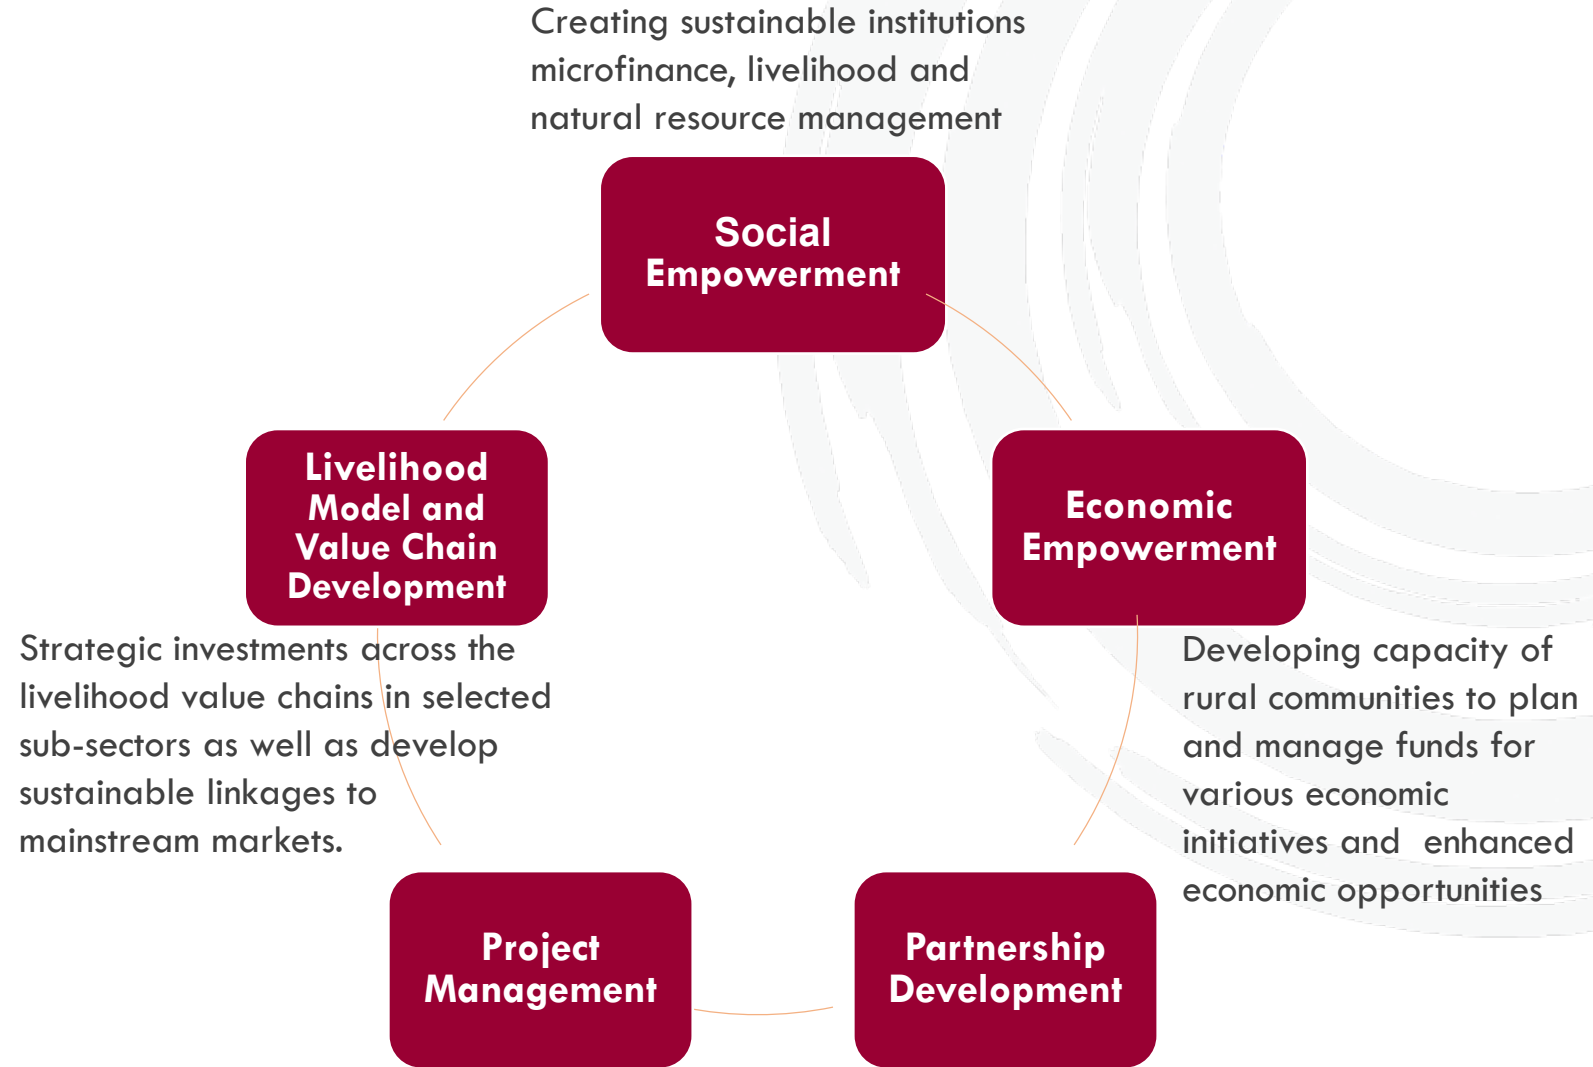 Creating sustainable institutions
microfinance, livelihood and
natural resource management
Social
Empowerment
Livelihood
Model and
Value Chain
Development
Economic
Empowerment
Strategic investments across the
livelihood value chains in selected
sub-sectors as well as develop
sustainable linkages to
mainstream markets.
Developing capacity of
rural communities to plan
and manage funds for
various economic
initiatives and  enhanced
economic opportunities
Project
Management
Partnership
Development